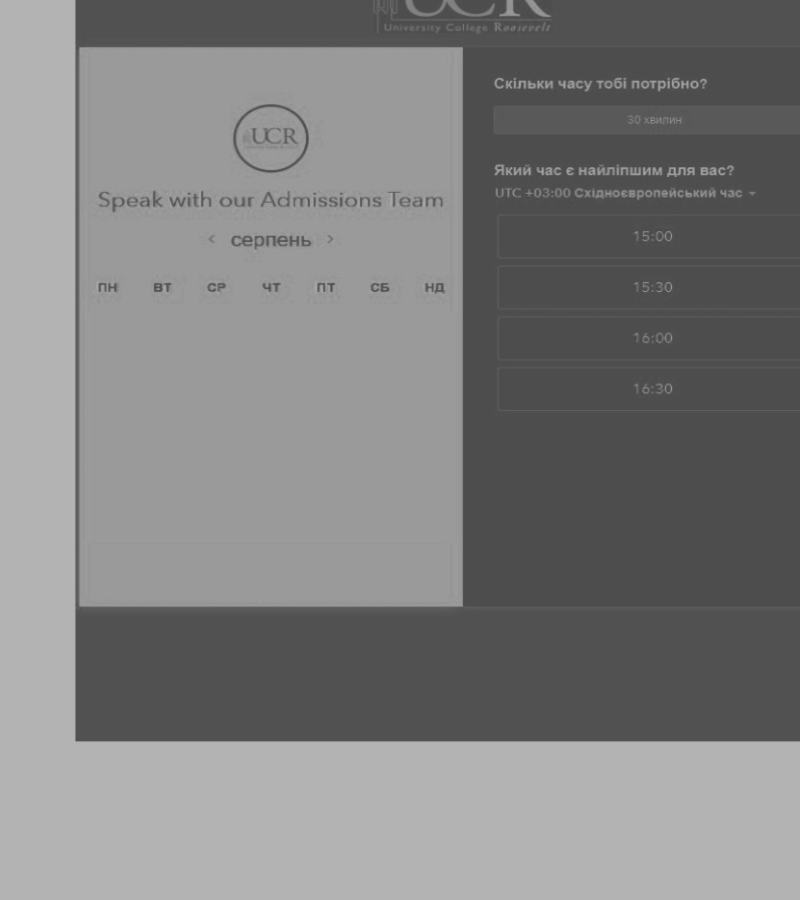 UCR
University College Roosevelt
UCR
Speak with our Admissions Team
< серпень >
ПН ВТ СР ЧТ ПТ СБ НД
Скільки часу тобі потрібно?
30 хвилин
Який час є найліпшим для вас?
UTC +03:00 Східноєвропейський час
15:00
15:30
16:00
16:30